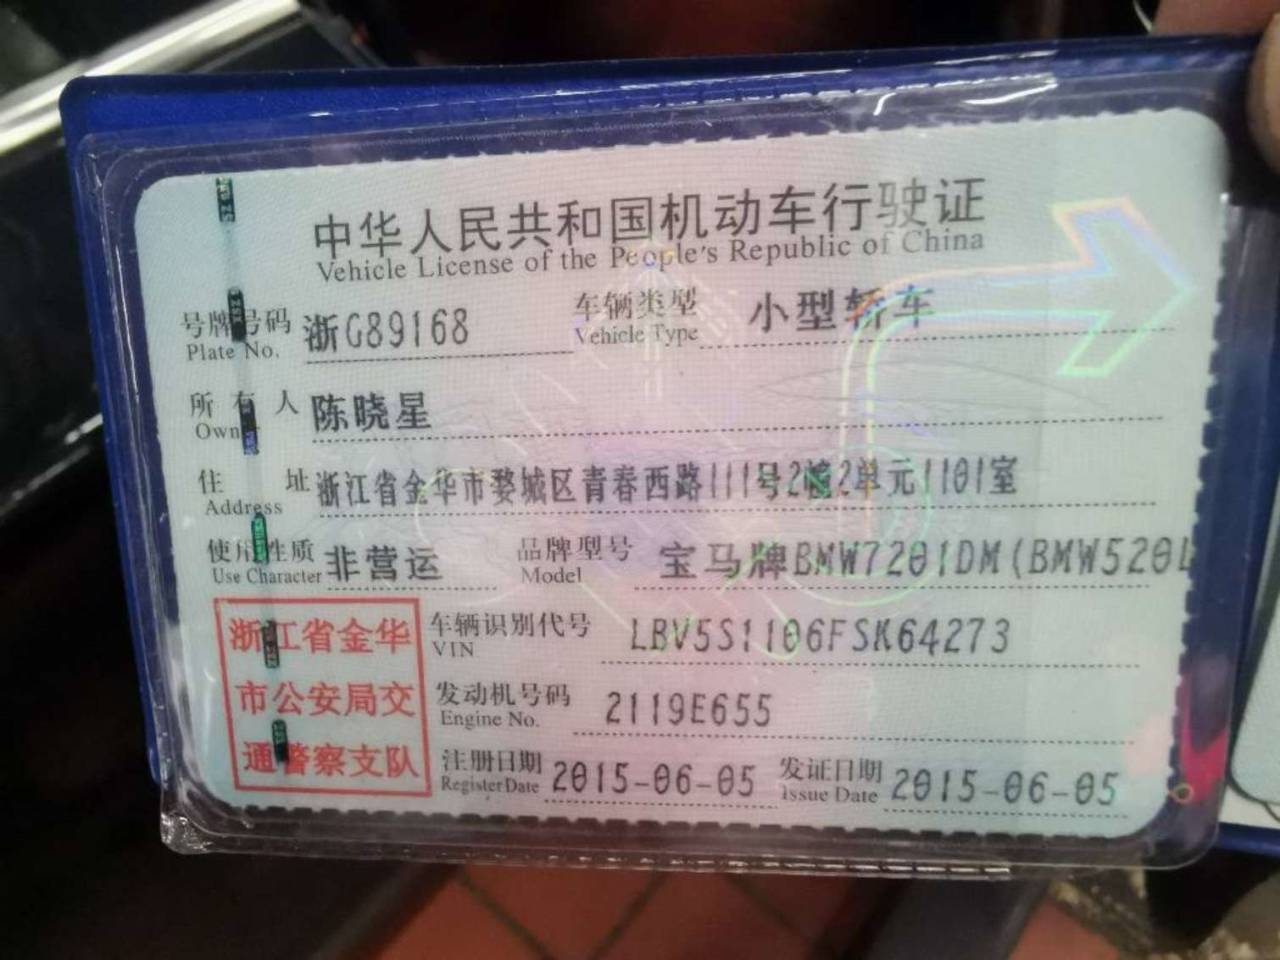 中华人民共和国机动车行驶证
Vehicle License of the People's Republic of China
号牌号码 浙G89168 车辆类型 小型轿车
Plate No. Vehicle Type
所有人 陈晓星
Owner
住址 浙江省金华市婺城区青春西路111号2幢2单元1101室
Address
使用性质 非营运 品牌型号 宝马牌BMW7201DM(BMW520L
Use Character Model
浙江省金华 车辆识别代号 LBV5S1106FSK64273
VIN
市公安局交 发动机号码 2119E655
Engine No.
通警察支队 注册日期 2015-06-05 发证日期 2015-06-05
Register Date Issue Date